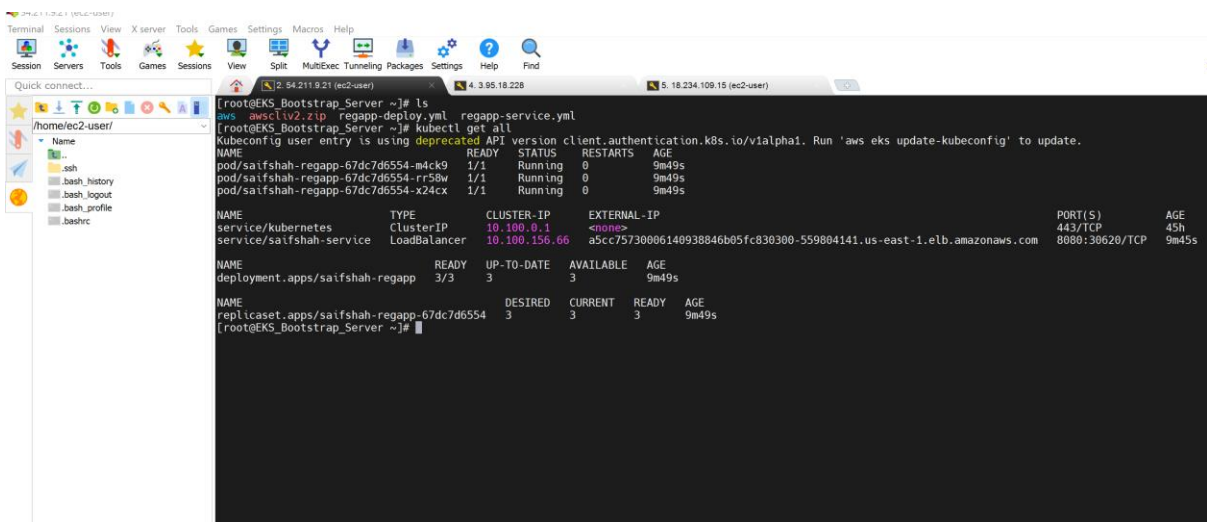 54.211.9.21 (ec2-user)
Terminal Sessions View X server Tools Games Settings Macros Help
Session Servers Tools Games Sessions View Split MultiExec Tunneling Packages Settings Help Find
Quick connect...
2. 54.211.9.21 (ec2-user)
4. 3.95.18.228
5. 18.234.109.15 (ec2-user)
/home/ec2-user/
Name
..
.ssh
.bash_history
.bash_logout
.bash_profile
.bashrc
[root@EKS_Bootstrap_Server ~]# ls
aws awscliv2.zip regapp-deploy.yml regapp-service.yml
[root@EKS_Bootstrap_Server ~]# kubectl get all
Kubeconfig user entry is using deprecated API version client.authentication.k8s.io/v1alpha1. Run 'aws eks update-kubeconfig' to update.
NAME READY STATUS RESTARTS AGE
pod/saifshah-regapp-67dc7d6554-m4ck9 1/1 Running 0 9m49s
pod/saifshah-regapp-67dc7d6554-rr58w 1/1 Running 0 9m49s
pod/saifshah-regapp-67dc7d6554-x24cx 1/1 Running 0 9m49s
NAME TYPE CLUSTER-IP EXTERNAL-IP PORT(S) AGE
service/kubernetes ClusterIP 10.100.0.1 <none> 443/TCP 45h
service/saifshah-service LoadBalancer 10.100.156.66 a5cc75730006140938846b05fc830300-559804141.us-east-1.elb.amazonaws.com 8080:30620/TCP 9m45s
NAME READY UP-TO-DATE AVAILABLE AGE
deployment.apps/saifshah-regapp 3/3 3 3 9m49s
NAME DESIRED CURRENT READY AGE
replicaset.apps/saifshah-regapp-67dc7d6554 3 3 3 9m49s
[root@EKS_Bootstrap_Server ~]#